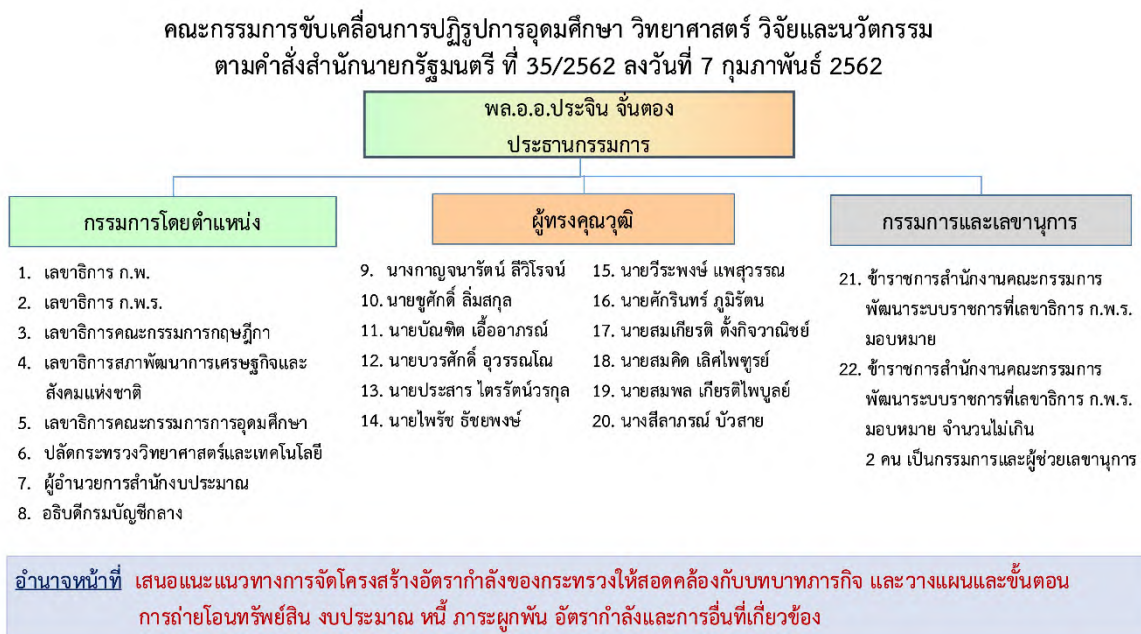 คณะกรรมการขับเคลื่อนการปฏิรูปการอุดมศึกษา วิทยาศาสตร์ วิจัยและนวัตกรรม
ตามคำสั่งสำนักนายกรัฐมนตรี ที่ 35/2562 ลงวันที่ 7 กุมภาพันธ์ 2562
พล.อ.อ.ประจิน จั่นตอง
ประธานกรรมการ
กรรมการโดยตำแหน่ง
1. เลขาธิการ ก.พ.
2. เลขาธิการ ก.พ.ร.
3. เลขาธิการคณะกรรมการกฤษฎีกา
4. เลขาธิการสภาพัฒนาการเศรษฐกิจและ
สังคมแห่งชาติ
5. เลขาธิการคณะกรรมการการอุดมศึกษา
6. ปลัดกระทรวงวิทยาศาสตร์และเทคโนโลยี
7. ผู้อำนวยการสำนักงบประมาณ
8. อธิบดีกรมบัญชีกลาง
ผู้ทรงคุณวุฒิ
9. นางกาญจนารัตน์ ลีวิโรจน์
10. นายชูศักดิ์ ลิ่มสกุล
11. นายบัณฑิต เอื้ออาภรณ์
12. นายบวรศักดิ์ อุวรรณโณ
13. นายประสาร ไตรรัตน์วรกุล
14. นายไพรัช ธัชยพงษ์
15. นายวีระพงษ์ แพสุวรรณ
16. นายศักรินทร์ ภูมิรัตน
17. นายสมเกียรติ ตั้งกิจวาณิชย์
18. นายสมคิด เลิศไพฑูรย์
19. นายสมพล เกียรติไพบูลย์
20. นางสีลาภรณ์ บัวสาย
กรรมการและเลขานุการ
21. ข้าราชการสำนักงานคณะกรรมการ
พัฒนาระบบราชการที่เลขาธิการ ก.พ.ร.
มอบหมาย
22. ข้าราชการสำนักงานคณะกรรมการ
พัฒนาระบบราชการที่เลขาธิการ ก.พ.ร.
มอบหมาย จำนวนไม่เกิน
2 คน เป็นกรรมการและผู้ช่วยเลขานุการ
อำนาจหน้าที่ เสนอแนะแนวทางการจัดโครงสร้างอัตรากำลังของกระทรวงให้สอดคล้องกับบทบาทภารกิจ และวางแผนและขั้นตอน
การถ่ายโอนทรัพย์สิน งบประมาณ หนี้ ภาระผูกพัน อัตรากำลังและการอื่นที่เกี่ยวข้อง